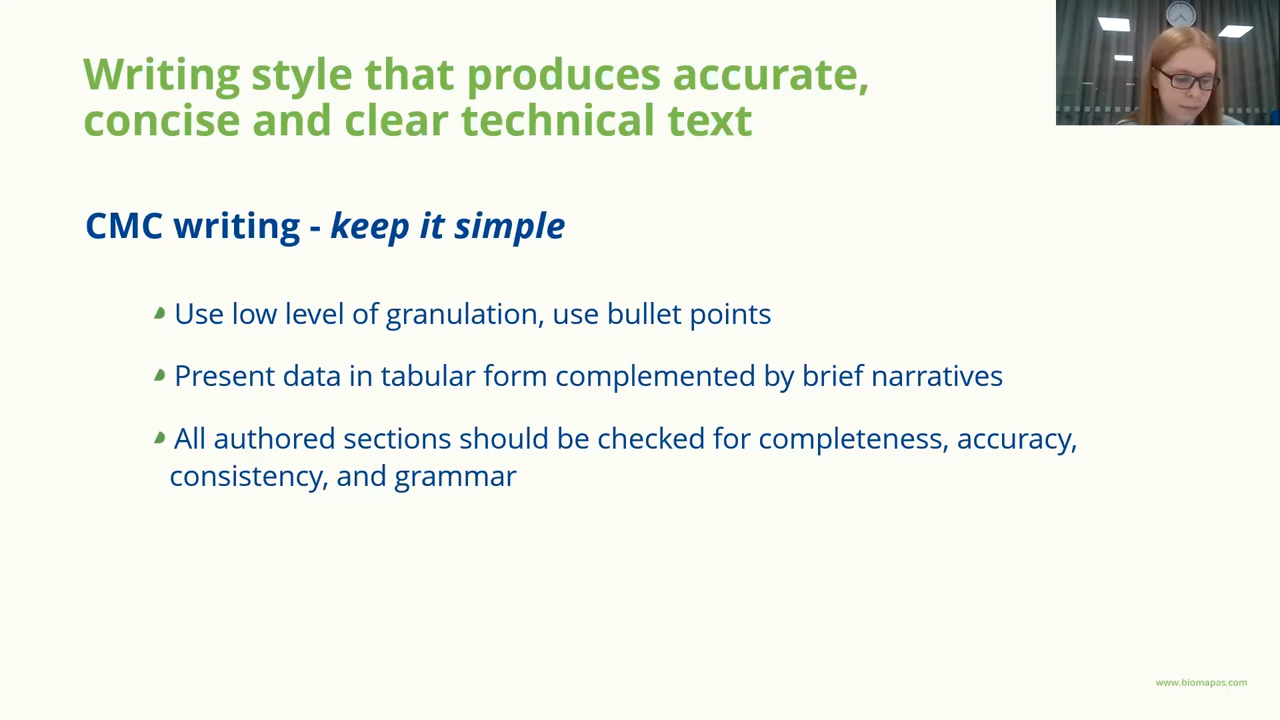 Writing style that produces accurate,
concise and clear technical text
CMC writing - keep it simple
Use low level of granulation, use bullet points
Present data in tabular form complemented by brief narratives
All authored sections should be checked for completeness, accuracy,
consistency, and grammar
www.biomapas.com